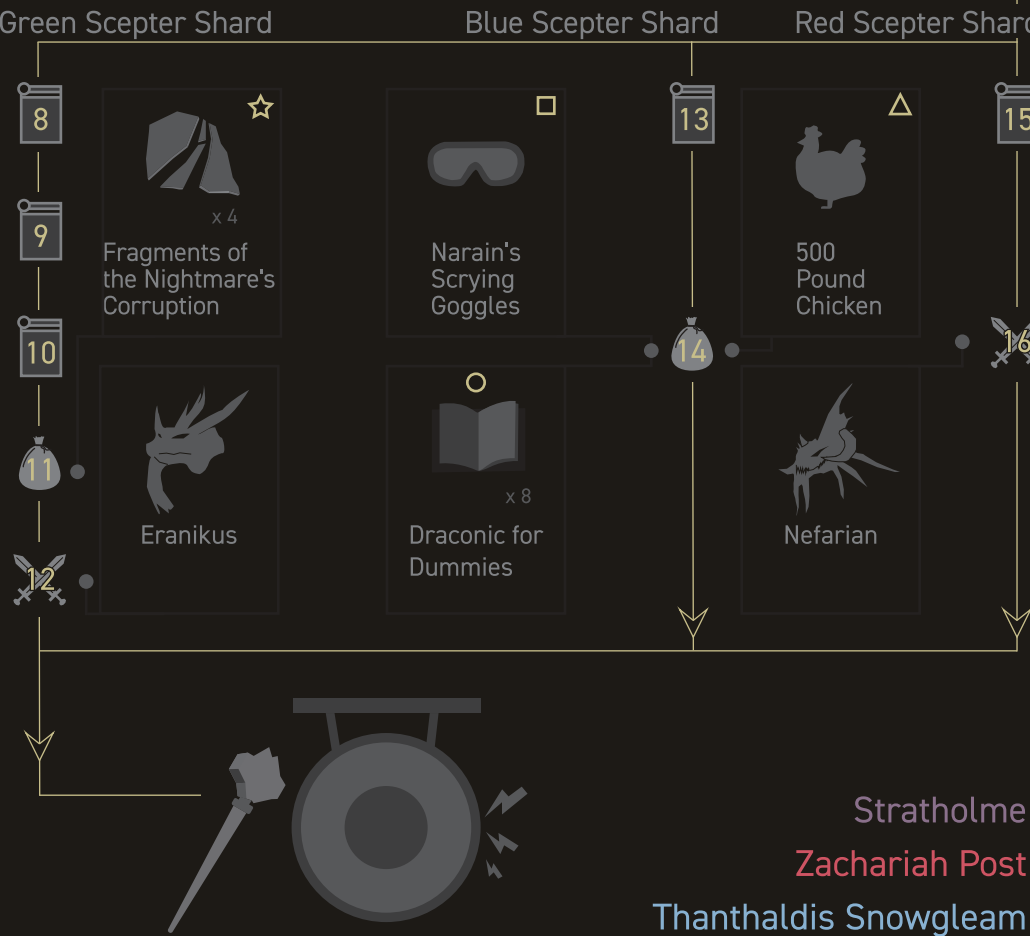 Green Scepter Shard
Blue Scepter Shard
Red Scepter Shard
8
13
15
x 4
9
Fragments of
the Nightmare's
Corruption
Narain's
Scrying
Goggles
500
Pound
Chicken
10
14
16
11
x 8
Eranikus
Draconic for
Dummies
Nefarian
12
Stratholme
Zachariah Post
Thanthaldis Snowgleam